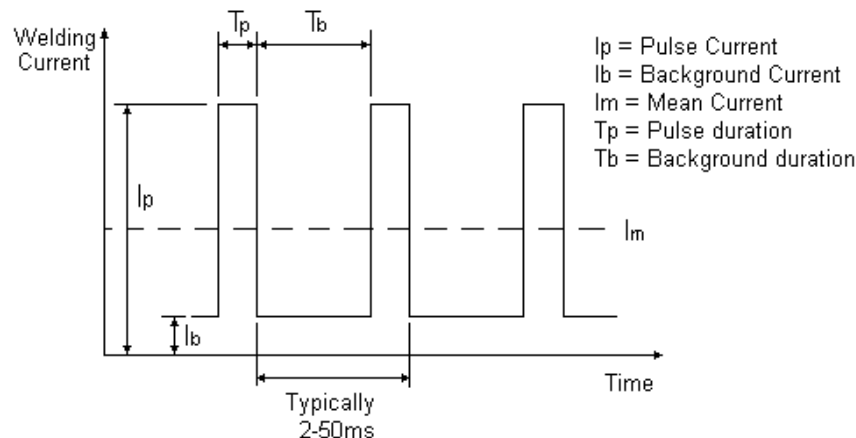 Welding
Current
Tp
Tb
Ip = Pulse Current
Ib = Background Current
Im = Mean Current
Tp = Pulse duration
Tb = Background duration
Ip
Im
Ib
Time
Typically
2-50ms